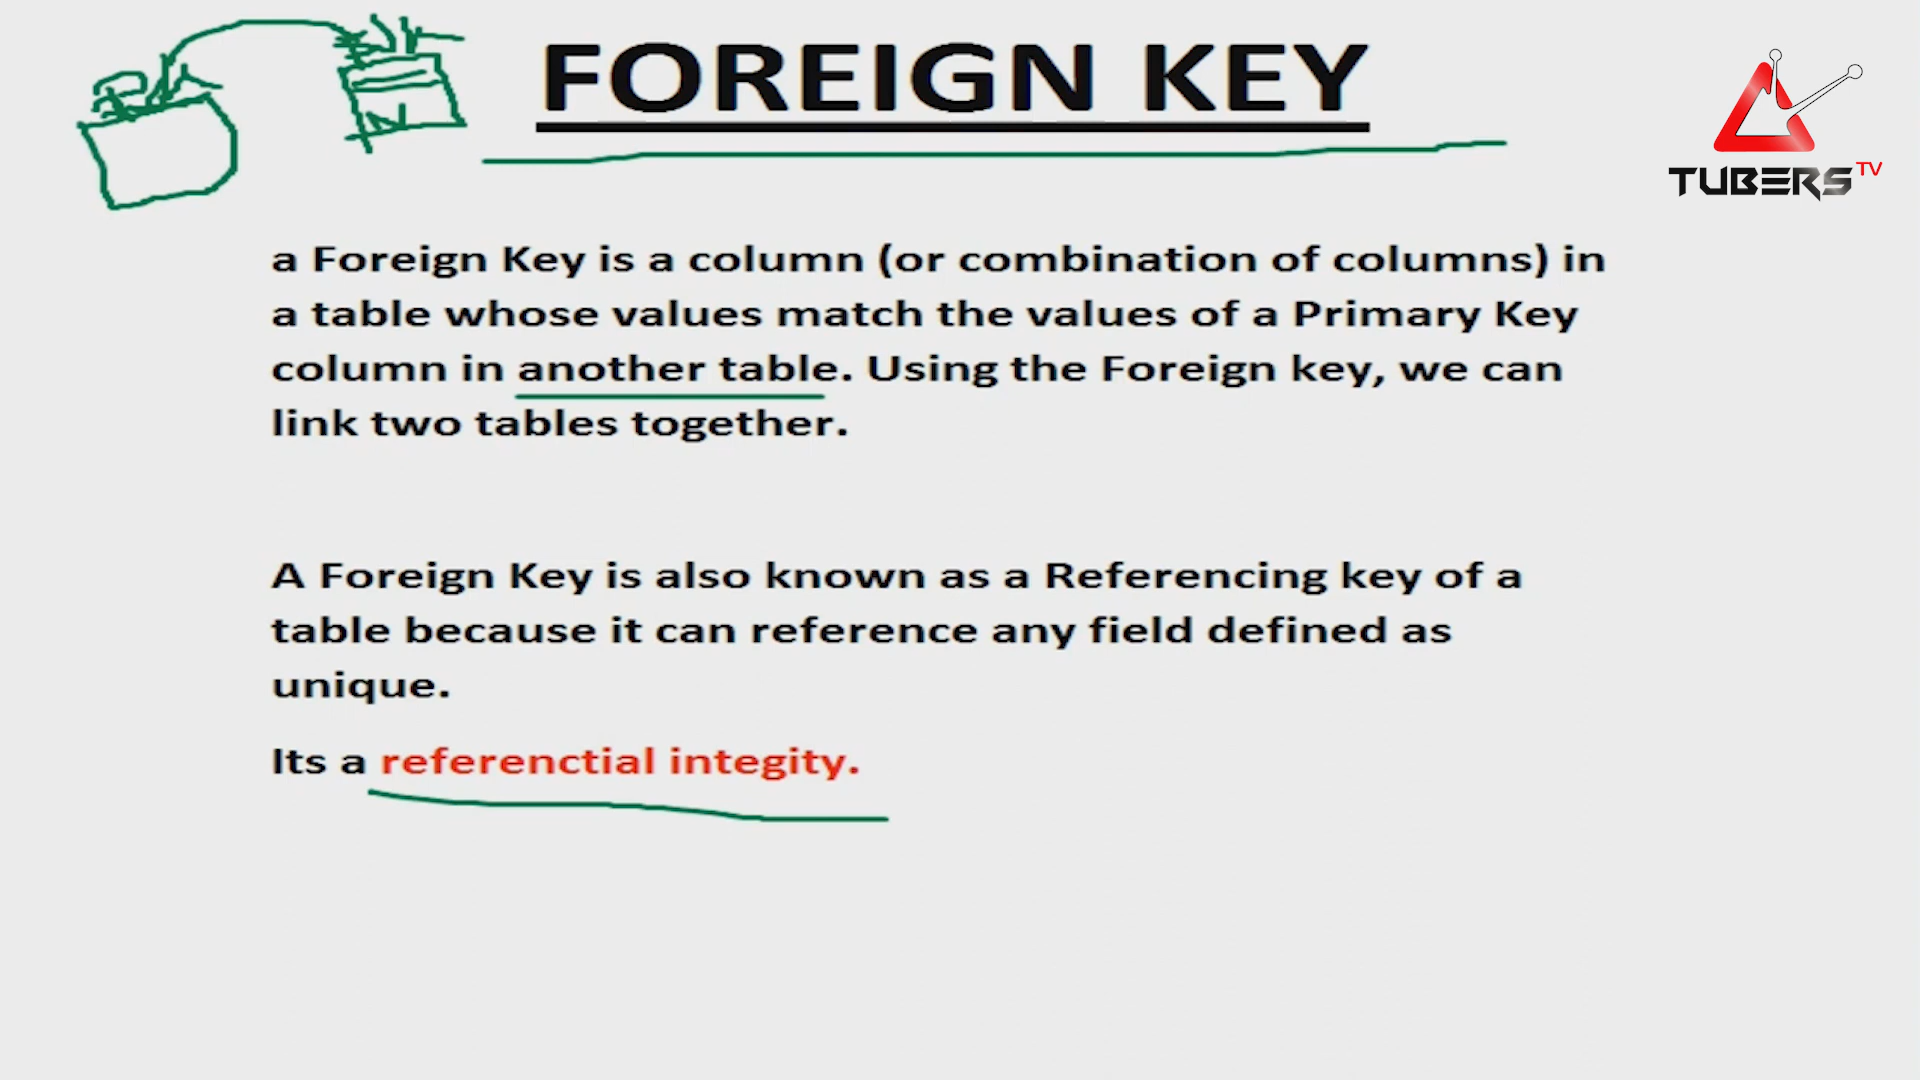 FOREIGN KEY
TUBERS TV
a Foreign Key is a column (or combination of columns) in
a table whose values match the values of a Primary Key
column in another table. Using the Foreign key, we can
link two tables together.
A Foreign Key is also known as a Referencing key of a
table because it can reference any field defined as
unique.
Its a referenctial integity.